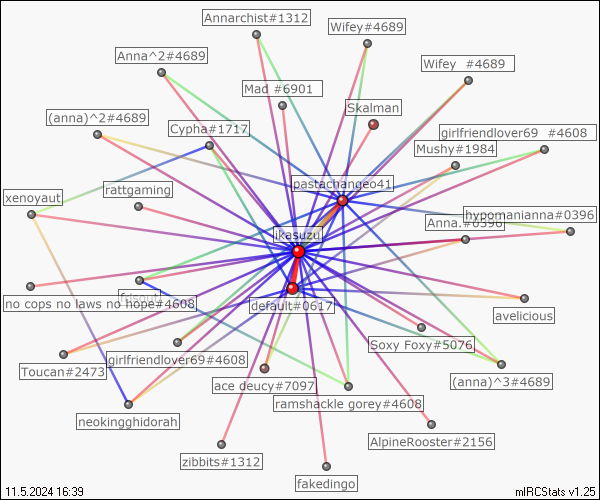 Annarchist#1312
Wifey#4689
Anna^2#4689
Wifey #4689
Mad #6901
Skalman
(anna)^2#4689
Cypha#1717
girlfriendlover69 #4608
Mushy#1984
pastachangeo41
xenoyaut
rattgaming
hypomanianna#0396
Anna.#0396
ikasuzu
no cops no laws no hope#4608
default#0617
avelicious
Soxy Foxy#5076
girlfriendlover69#4608
Toucan#2473
ace deucy#7097
(anna)^3#4689
ramshackle gorey#4608
neokingghidorah
AlpineRooster#2156
zibbits#1312
fakedingo
11.5.2024 16:39
mIRCStats v1.25